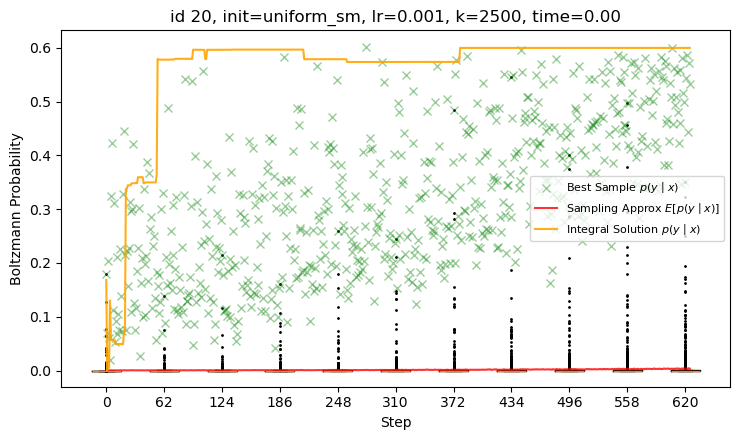 id 20, init=uniform_sm, lr=0.001, k=2500, time=0.00
Boltzmann Probability
0.6
0.5
0.4
0.3
0.2
0.1
0.0
Best Sample p(y | x)
Sampling Approx E[p(y | x)]
Integral Solution p(y | x)
0 62 124 186 248 310 372 434 496 558 620
Step